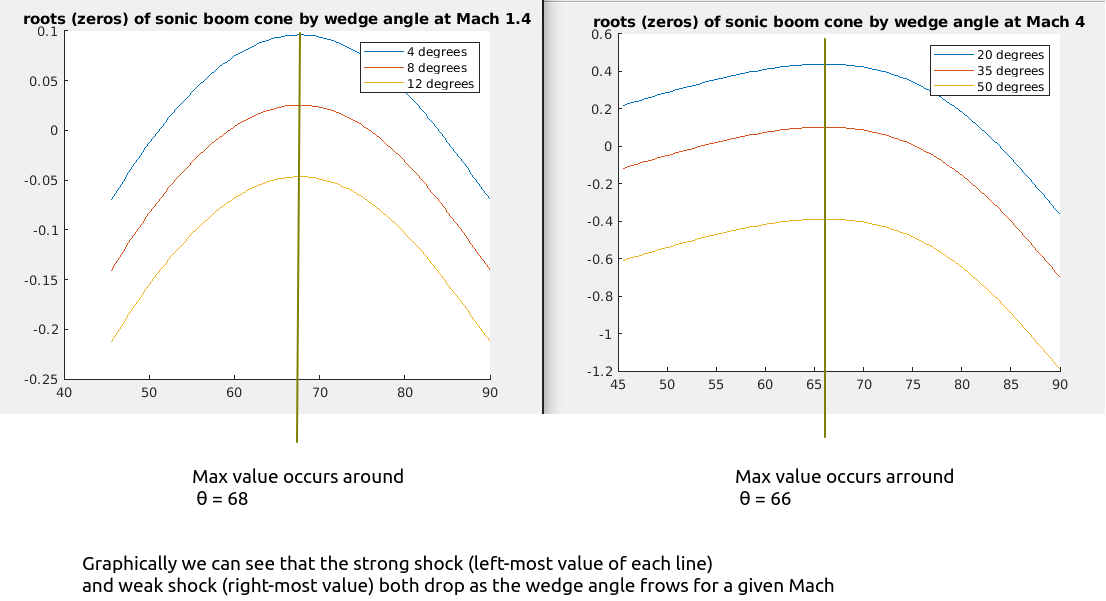 roots (zeros) of sonic boom cone by wedge angle at Mach 1.4
0.1
0.05
0
-0.05
-0.1
-0.15
-0.2
-0.25
40
50
60
70
80
90
4 degrees
8 degrees
12 degrees
roots (zeros) of sonic boom cone by wedge angle at Mach 4
0.6
0.4
0.2
0
-0.2
-0.4
-0.6
-0.8
-1
-1.2
45
50
55
60
65
70
75
80
85
90
20 degrees
35 degrees
50 degrees
Max value occurs around
θ = 68
Max value occurs arround
θ = 66
Graphically we can see that the strong shock (left-most value of each line)
and weak shock (right-most value) both drop as the wedge angle frows for a given Mach